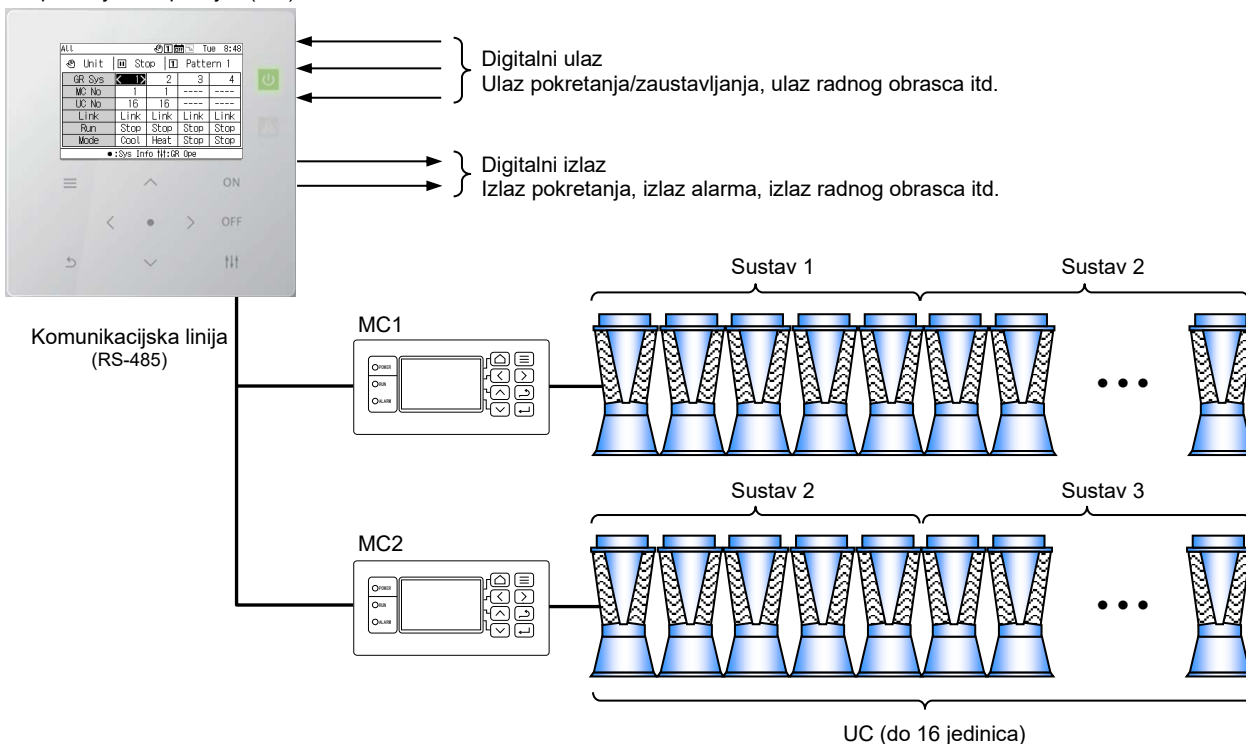 All Tue 8:48
Unit Stop 1 Pattern 1
GR Sys 1 2 3 4
MC No 1 1 ---- ----
UC No 16 16 ---- ----
Link Link Link Link Link
Run Stop Stop Stop Stop
Mode Cool Heat Stop Stop
:Sys Info :GR Ope
ON
OFF
Digitalni ulaz
Ulaz pokretanja/zaustavljanja, ulaz radnog obrasca itd.
Digitalni izlaz
Izlaz pokretanja, izlaz alarma, izlaz radnog obrasca itd.
Komunikacijska linija
(RS-485)
Sustav 1 Sustav 2
MC1
POWER
RUN
ALARM
Sustav 2 Sustav 3
MC2
POWER
RUN
ALARM
UC (do 16 jedinica)